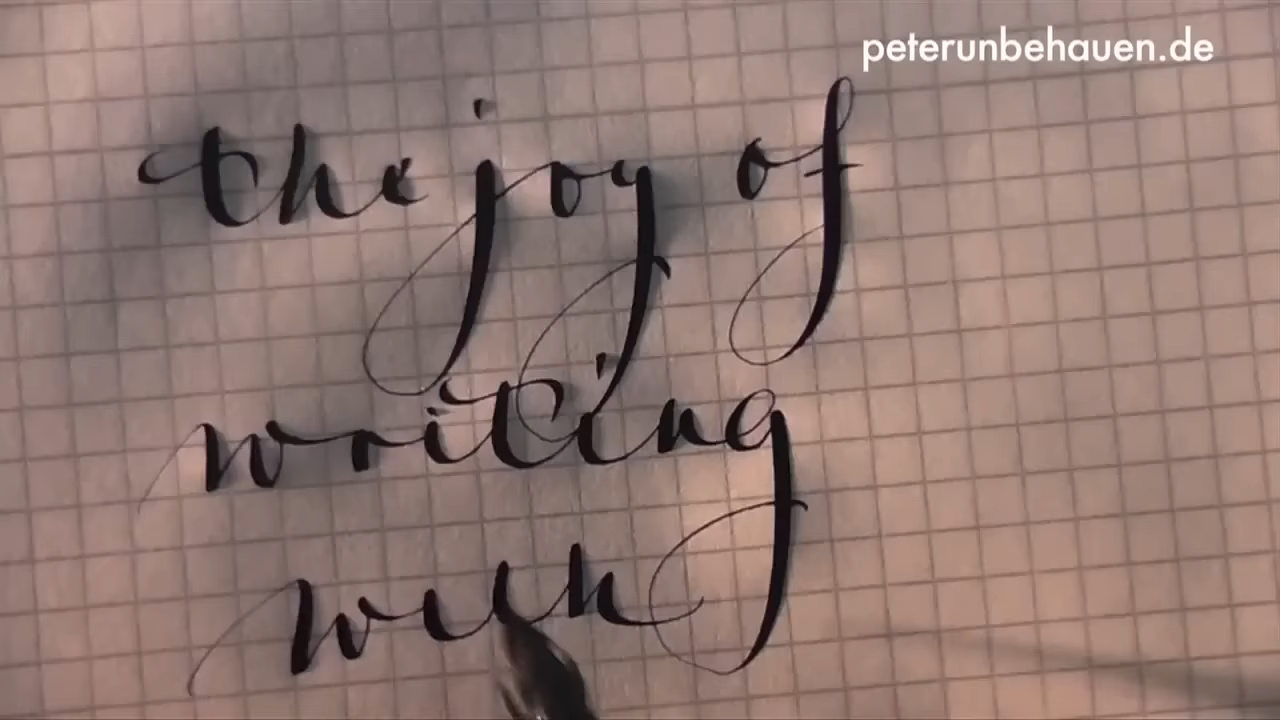 peterunbehauen.de
the joy of
writing
with